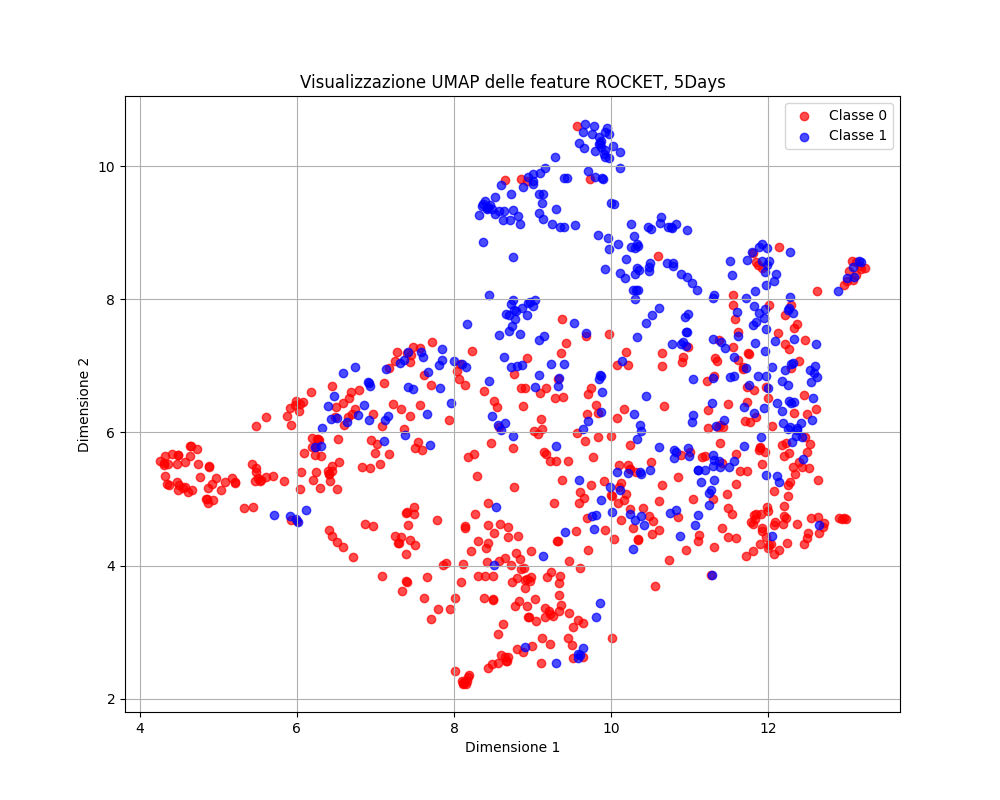 Visualizzazione UMAP delle feature ROCKET, 5Days
Classe 0
Classe 1
10
8
6
4
2
Dimensione 2
4 6 8 10 12
Dimensione 1